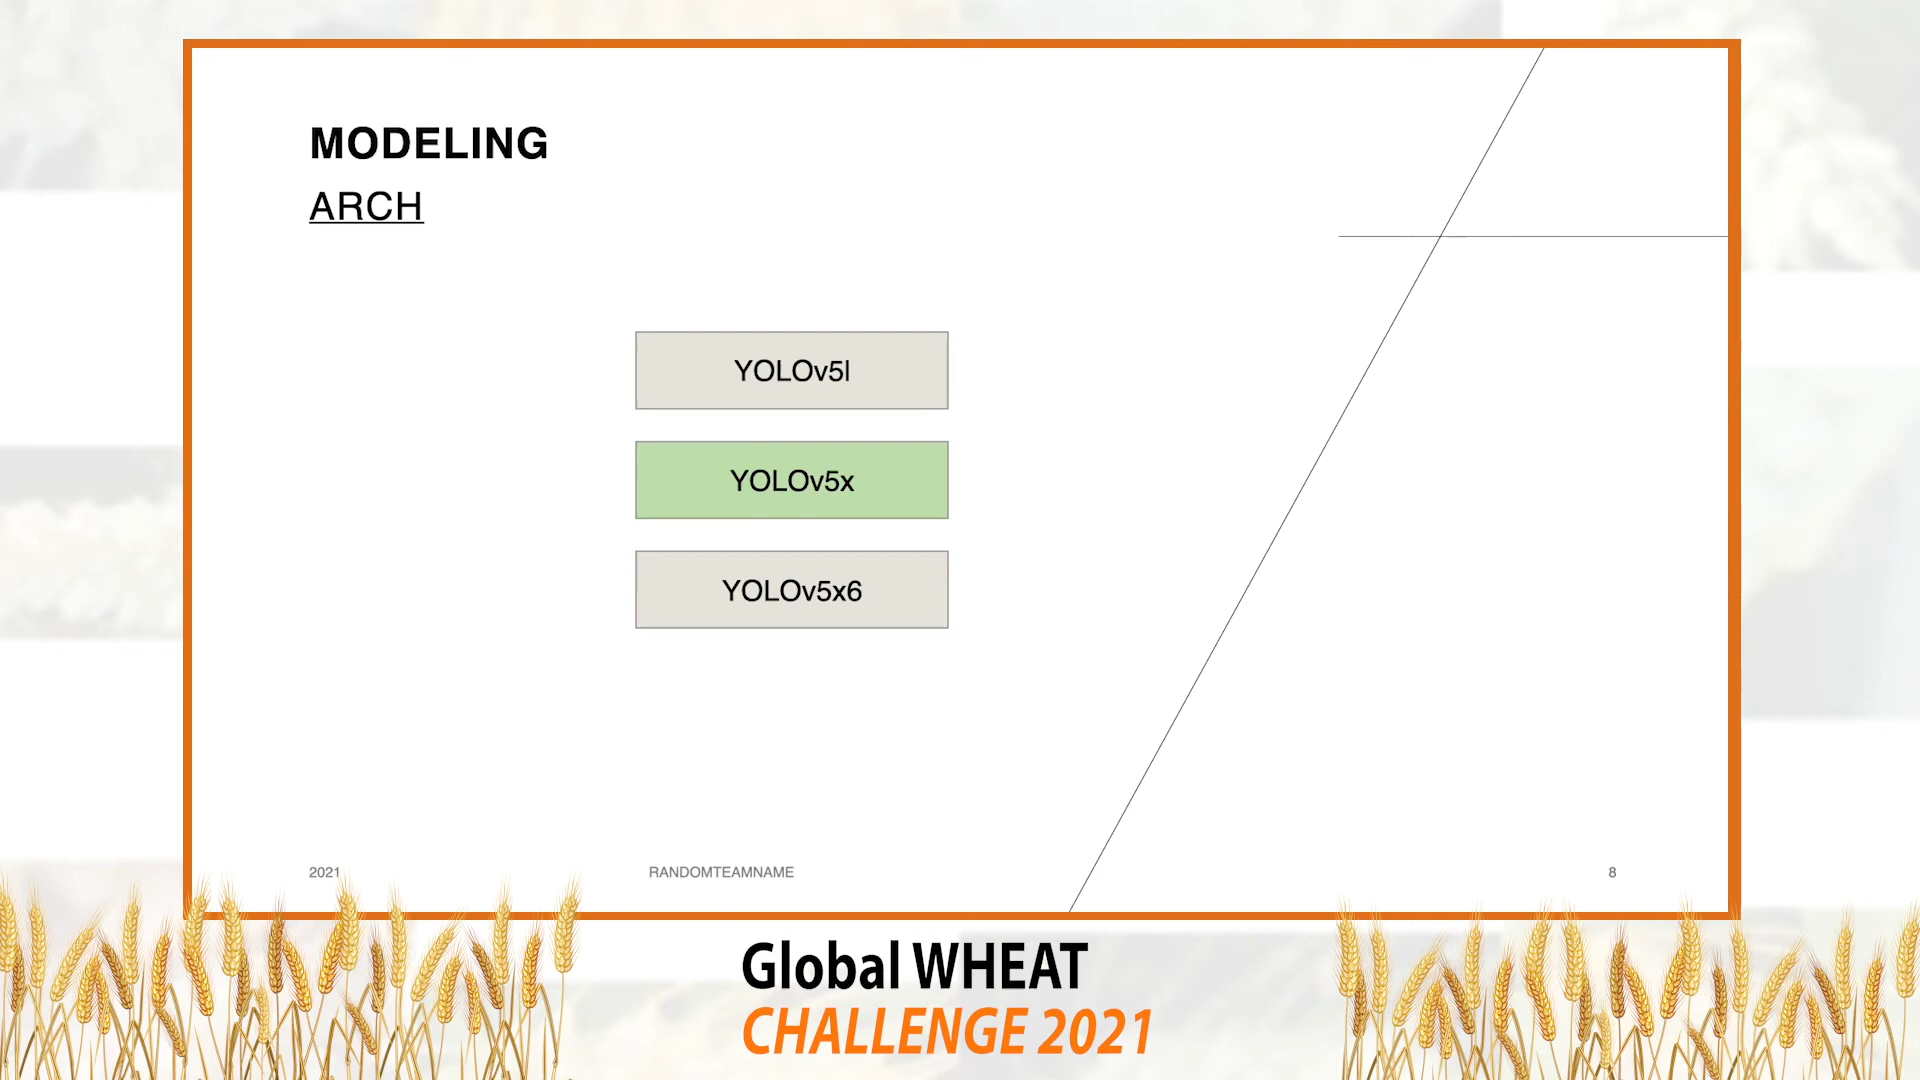 MODELING
ARCH
YOLOv5l
YOLOv5x
YOLOv5x6
2021
RANDOMTEAMNAME
8
Global WHEAT
CHALLENGE 2021